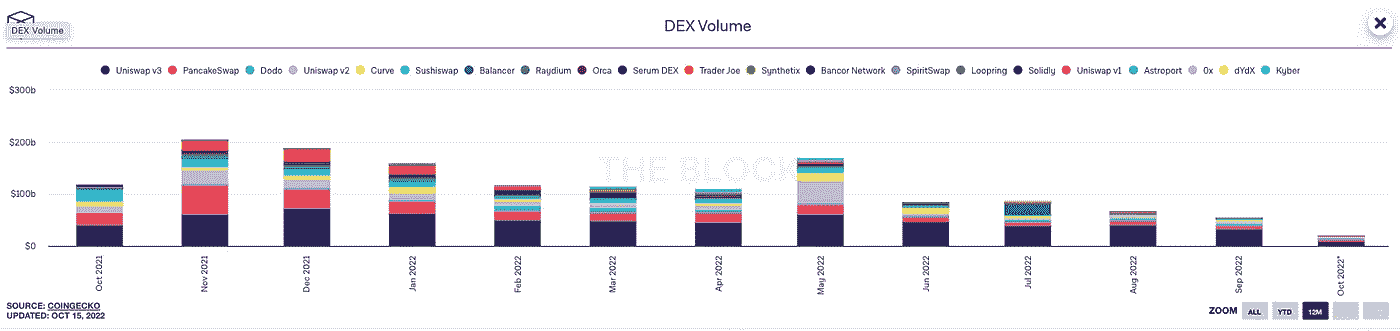 DEX Volume
DEX Volume
Uniswap v3 PancakeSwap Dodo Uniswap v2 Curve Sushiswap Balancer Raydium Orca Serum DEX Trader Joe Synthetix Bancor Network SpiritSwap Loopring Solidly Uniswap v1 Astroport 0x dYdX Kyber
$300b
$200b
THE BLOCK
$100b
$0
Oct 2021 Nov 2021 Dec 2021 Jan 2022 Feb 2022 Mar 2022 Apr 2022 May 2022 Jun 2022 Jul 2022 Aug 2022 Sep 2022 Oct 2022*
SOURCE: COINGECKO
UPDATED: OCT 15, 2022
ZOOM ALL YTD 12M